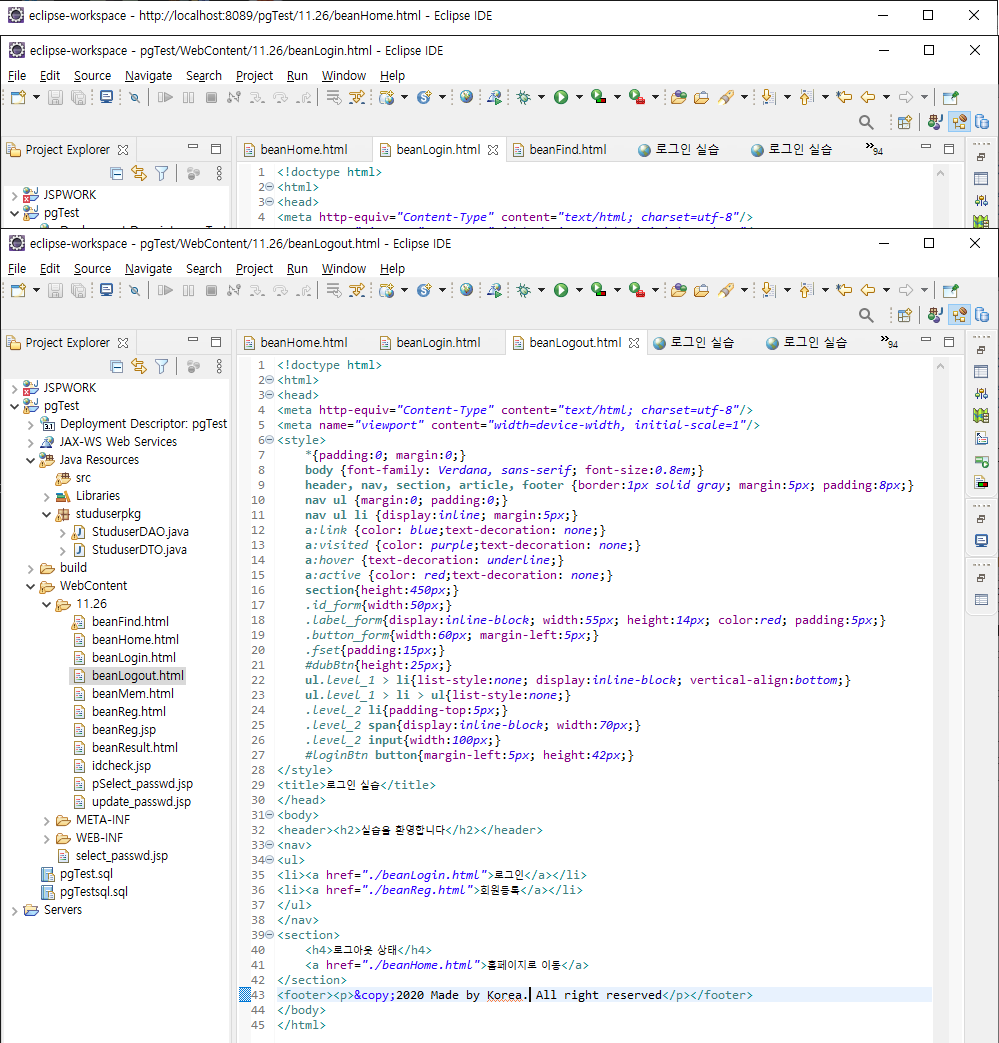 eclipse-workspace - http://localhost:8089/pgTest/11.26/beanHome.html - Eclipse IDE
eclipse-workspace - pgTest/WebContent/11.26/beanLogin.html - Eclipse IDE
File Edit Source Navigate Search Project Run Window Help
Project Explorer
beanHome.html beanLogin.html beanFind.html 로그인 실습 로그인 실습 »94
JSPWORK
pgTest
1 <!doctype html>
2 <html>
3 <head>
4 <meta http-equiv="Content-Type" content="text/html; charset=utf-8"/>
eclipse-workspace - pgTest/WebContent/11.26/beanLogout.html - Eclipse IDE
File Edit Source Navigate Search Project Run Window Help
Project Explorer
beanHome.html beanLogin.html beanLogout.html 로그인 실습 로그인 실습 »94
JSPWORK
pgTest
Deployment Descriptor: pgTest
JAX-WS Web Services
Java Resources
src
Libraries
studuserpkg
StuduserDAO.java
StuduserDTO.java
build
WebContent
11.26
beanFind.html
beanHome.html
beanLogin.html
beanLogout.html
beanMem.html
beanReg.html
beanReg.jsp
beanResult.html
idcheck.jsp
pSelect_passwd.jsp
update_passwd.jsp
META-INF
WEB-INF
select_passwd.jsp
pgTest.sql
pgTestsql.sql
Servers
1 <!doctype html>
2 <html>
3 <head>
4 <meta http-equiv="Content-Type" content="text/html; charset=utf-8"/>
5 <meta name="viewport" content="width=device-width, initial-scale=1"/>
6 <style>
7 *{padding:0; margin:0;}
8 body {font-family: Verdana, sans-serif; font-size:0.8em;}
9 header, nav, section, article, footer {border:1px solid gray; margin:5px; padding:8px;}
10 nav ul {margin:0; padding:0;}
11 nav ul li {display:inline; margin:5px;}
12 a:link {color: blue;text-decoration: none;}
13 a:visited {color: purple;text-decoration: none;}
14 a:hover {text-decoration: underline;}
15 a:active {color: red;text-decoration: none;}
16 section{height:450px;}
17 .id_form{width:50px;}
18 .label_form{display:inline-block; width:55px; height:14px; color:red; padding:5px;}
19 .button_form{width:60px; margin-left:5px;}
20 .fset{padding:15px;}
21 #dubBtn{height:25px;}
22 ul.level_1 > li{list-style:none; display:inline-block; vertical-align:bottom;}
23 ul.level_1 > li > ul{list-style:none;}
24 .level_2 li{padding-top:5px;}
25 .level_2 span{display:inline-block; width:70px;}
26 .level_2 input{width:100px;}
27 #loginBtn button{margin-left:5px; height:42px;}
28 </style>
29 <title>로그인 실습</title>
30 </head>
31 <body>
32 <header><h2>실습을 환영합니다</h2></header>
33 <nav>
34 <ul>
35 <li><a href="./beanLogin.html">로그인</a></li>
36 <li><a href="./beanReg.html">회원등록</a></li>
37 </ul>
38 </nav>
39 <section>
40 <h4>로그아웃 상태</h4>
41 <a href="./beanHome.html">홈페이지로 이동</a>
42 </section>
43 <footer><p>&copy;2020 Made by Korea. All right reserved</p></footer>
44 </body>
45 </html>